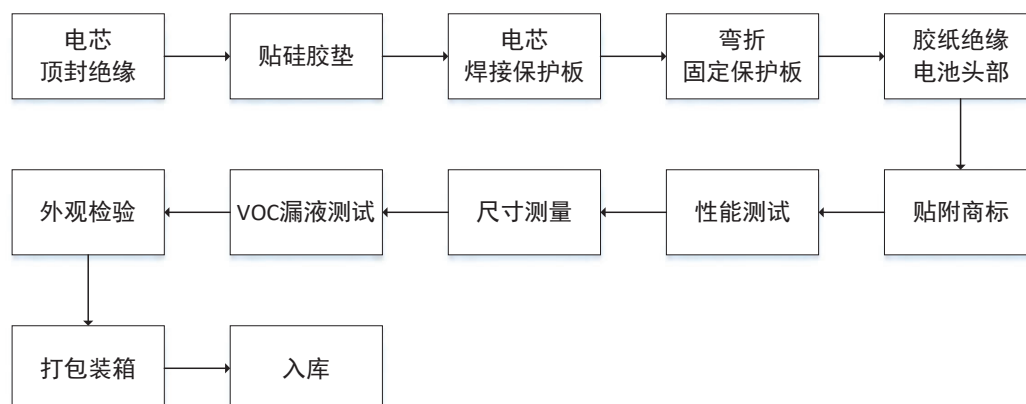 电芯
顶封绝缘
贴硅胶垫
电芯
焊接保护板
弯折
固定保护板
胶纸绝缘
电池头部
贴附商标
性能测试
尺寸测量
VOC漏液测试
外观检验
打包装箱
入库